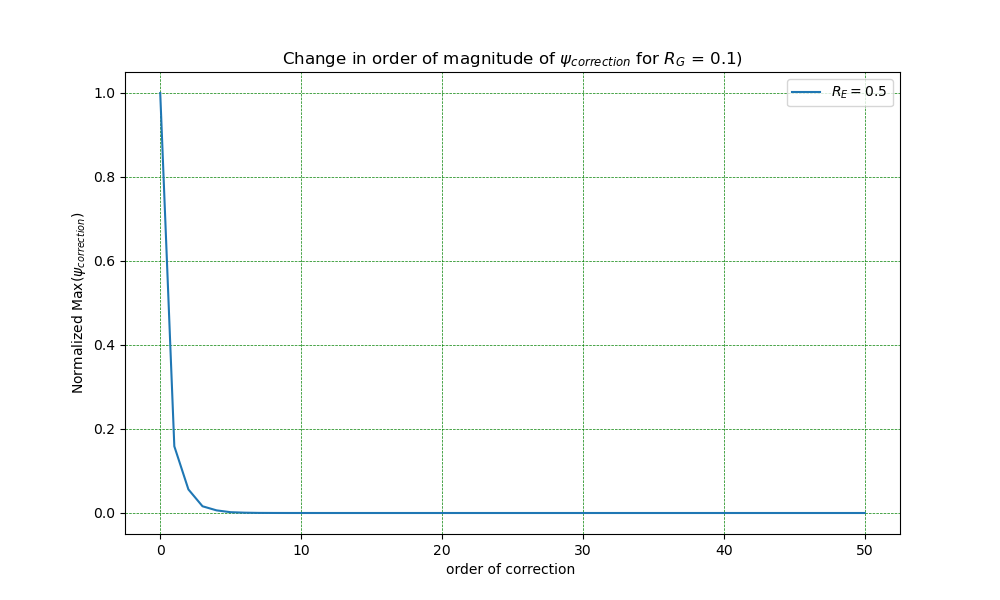 Change in order of magnitude of ψcorrection for RG = 0.1)
RE = 0.5
Normalized Max(ψcorrection)
1.0
0.8
0.6
0.4
0.2
0.0
0 10 20 30 40 50
order of correction